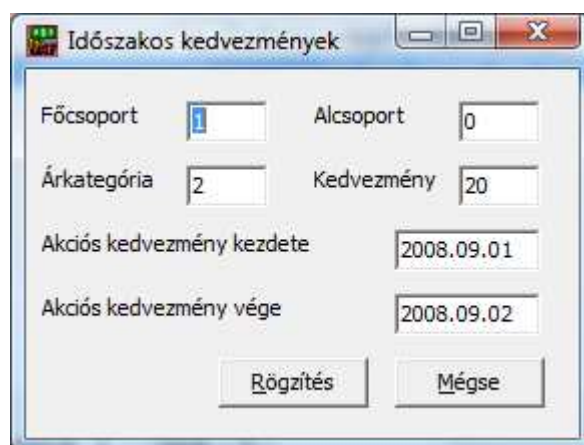 Időszakos kedvezmények
Főcsoport 1 Alcsoport 0
Árkategória 2 Kedvezmény 20
Akciós kedvezmény kezdete 2008.09.01
Akciós kedvezmény vége 2008.09.02
Rögzítés Mégse